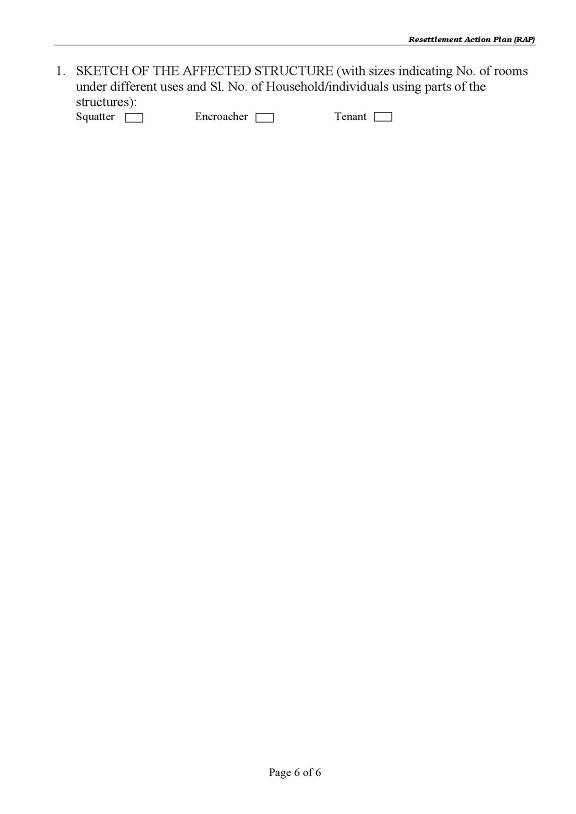 Resettlement Action Plan (RAP)
1. SKETCH OF THE AFFECTED STRUCTURE (with sizes indicating No. of rooms
under different uses and Sl. No. of Household/individuals using parts of the
structures):
Squatter Encroacher Tenant
Page 6 of 6